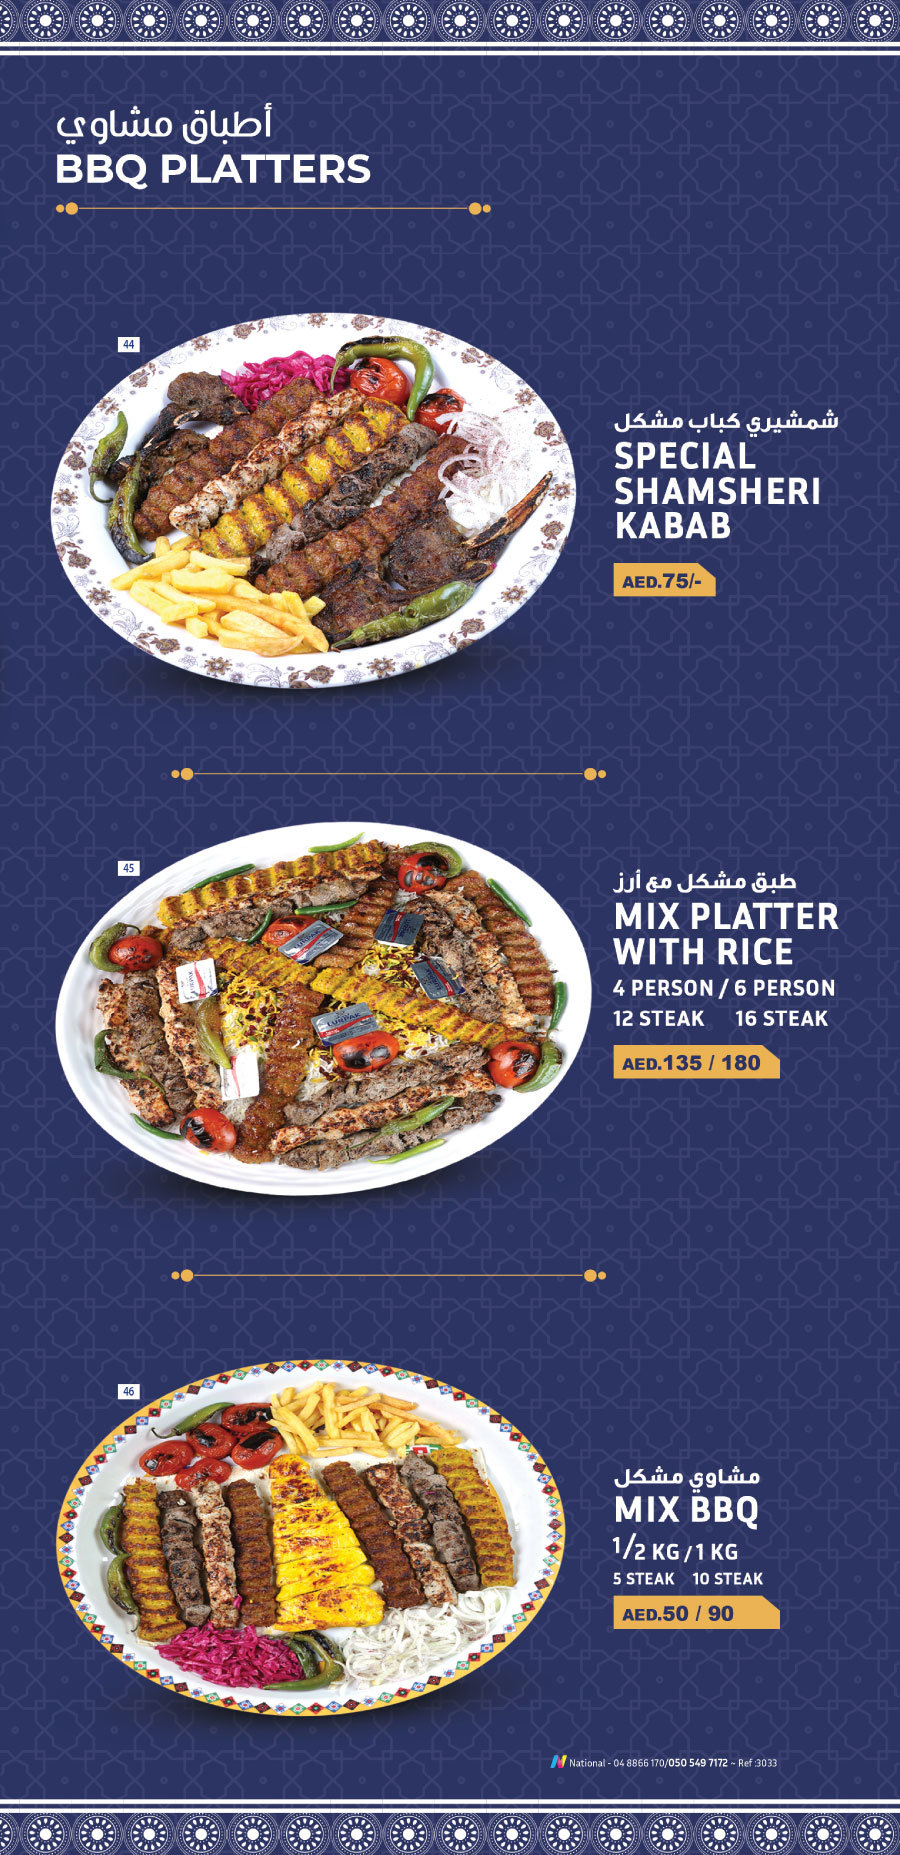 أطباق مشاوي
BBQ PLATTERS
44
شمشيري كباب مشكل
SPECIAL
SHAMSHERI
KABAB
AED.75/-
45
طبق مشكل مع أرز
MIX PLATTER
WITH RICE
4 PERSON / 6 PERSON
12 STEAK 16 STEAK
AED.135 / 180
LURPAK
46
مشاوي مشكل
MIX BBQ
1/2 KG / 1 KG
5 STEAK 10 STEAK
AED.50 / 90
National - 04 8866 170/050 549 7172 ~ Ref :3033